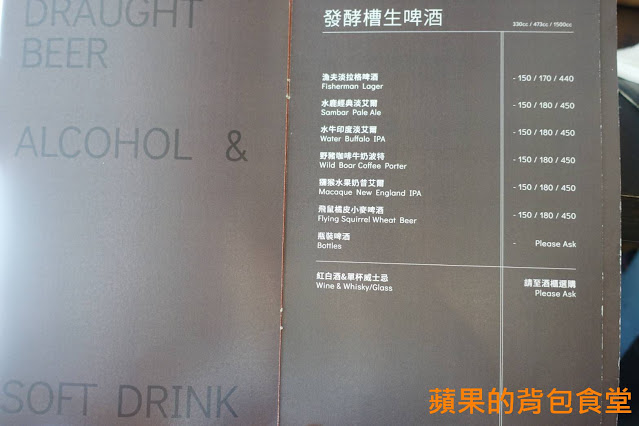 DRAUGHT
BEER
ALCOHOL &
SOFT DRINK
發酵槽生啤酒
330cc / 473cc / 1500cc
漁夫淡拉格啤酒
Fisherman Lager
- 150 / 170 / 440
水鹿經典淡艾爾
Sambar Pale Ale
- 150 / 180 / 450
水牛印度淡艾爾
Water Buffalo IPA
- 150 / 180 / 450
野豬咖啡牛奶波特
Wild Boar Coffee Porter
- 150 / 180 / 450
獼猴水果奶昔艾爾
Macaque New England IPA
- 150 / 180 / 450
飛鼠橘皮小麥啤酒
Flying Squirrel Wheat Beer
- 150 / 180 / 450
瓶裝啤酒
Bottles
- Please Ask
紅白酒&單杯威士忌
Wine & Whisky/Glass
請至酒櫃選購
Please Ask
蘋果的背包食堂